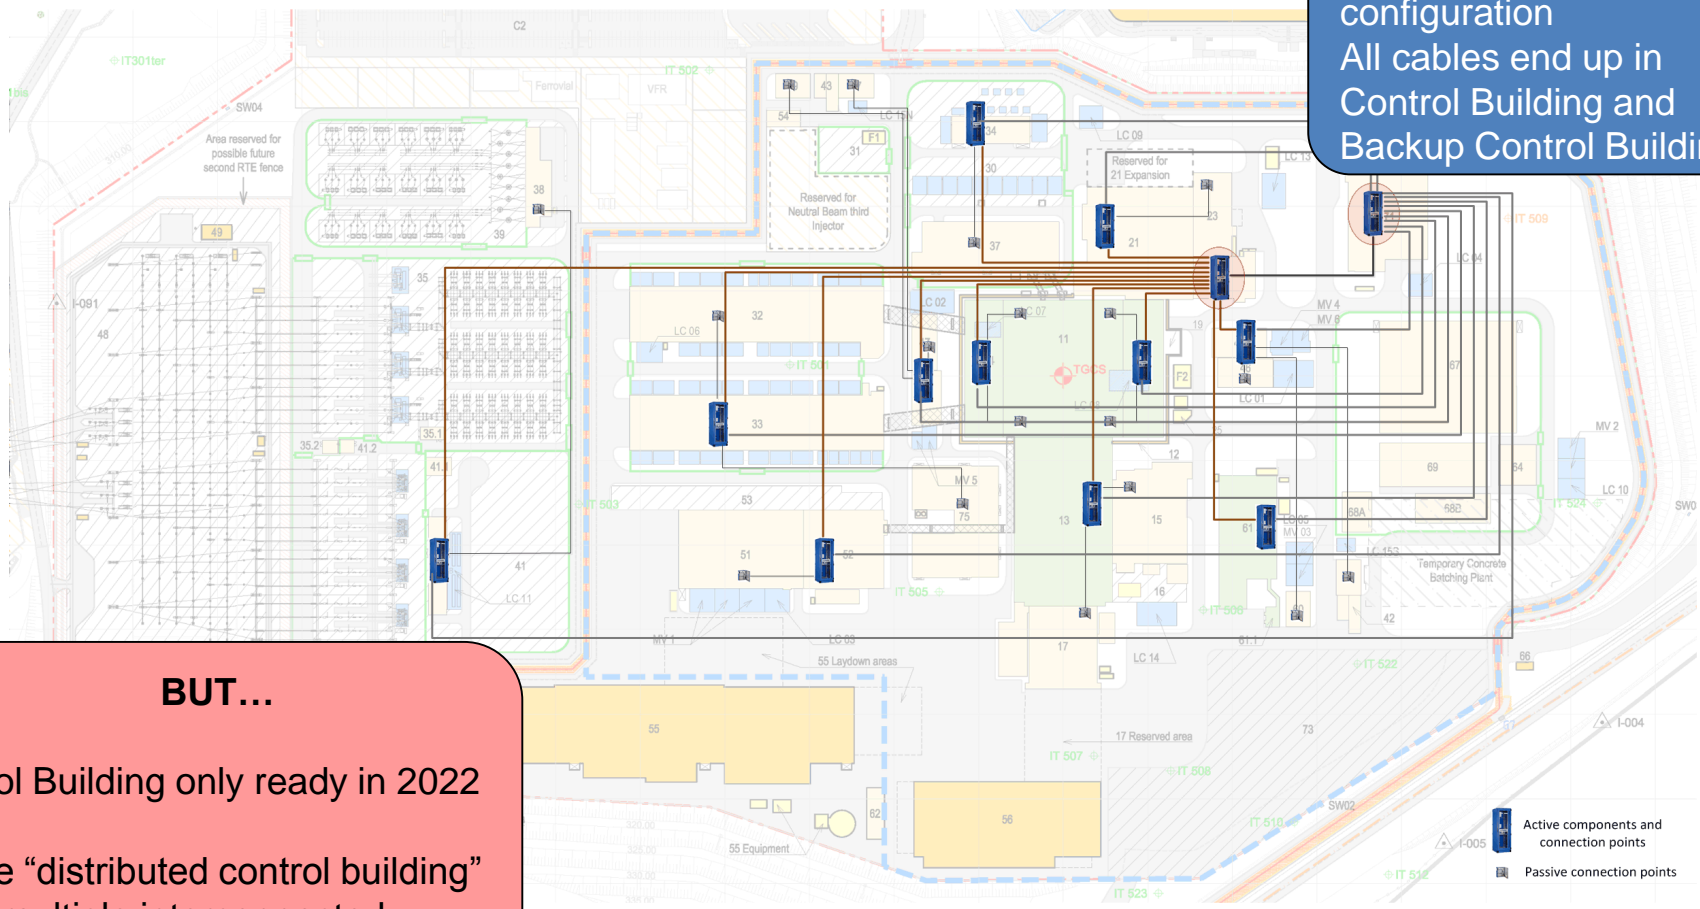 configuration
All cables end up in
Control Building and
Backup Control Buildin
C2
IT301ter
bis
SW04
Ferrovial
VFR
IT 502
43
54
LC 15N
34
LC 09
LC 13
Area reserved for
possible future
second RTE fence
F1
31
30
Reserved for
21 Expansion
38
Reserved for
Neutral Beam third
Injector
23
IT 509
49
39
37
21
LC 04
I-091
35
LC 02
LC 07
MV 4
MV 6
48
32
LC 06
11
19
IT 501
TGCS
F2
67
LC 01
35.1
33
35.2
41.2
MV 2
12
69
64
MV 5
LC 10
53
IT 503
75
13
15
68A
68B
IT 524
SW0
61
LC 05
MV 03
51
52
LC 15S
41
Temporary Concrete
Batching Plant
LC 11
IT 505
16
IT 506
42
MV 1
LC 03
61.1
17
LC 14
55 Laydown areas
IT 522
66
BUT…
55
73
I-004
17 Reserved area
IT 507
IT 508
ol Building only ready in 2022
SW02
62
56
IT 510
Active components and
connection points
I-005
55 Equipment
e “distributed control building”
Passive connection points
IT 512
IT 523